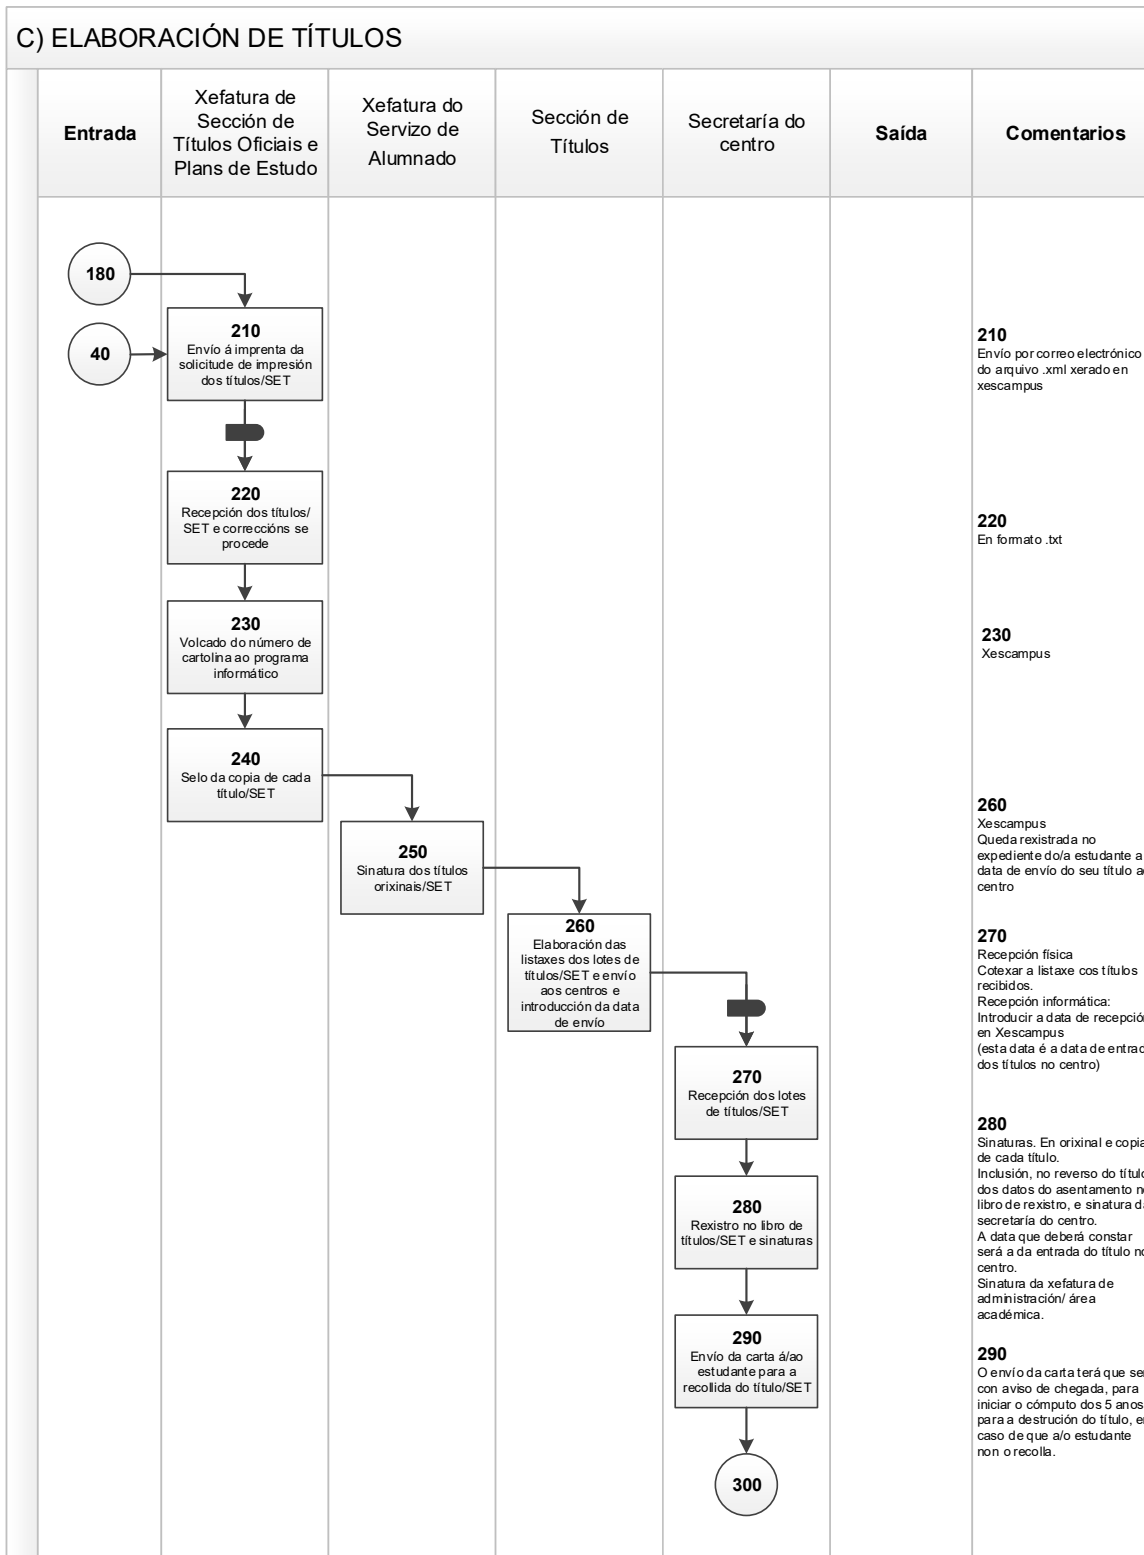 C) ELABORACIÓN DE TÍTULOS
Entrada
Xefatura de
Sección de
Títulos Oficiais e
Plans de Estudo
Xefatura do
Servizo de
Alumnado
Sección de
Títulos
Secretaría do
centro
Saída
Comentarios
180
40
210
Envío á imprenta da
solicitude de impresión
dos títulos/SET
220
Recepción dos títulos/
SET e correccións se
procede
230
Volcado do número de
cartolina ao programa
informático
240
Selo da copia de cada
título/SET
250
Sinatura dos títulos
orixinais/SET
260
Elaboración das
listaxes dos lotes de
títulos/SET e envío
aos centros e
introducción da data
de envío
270
Recepción dos lotes
de títulos/SET
280
Rexistro no libro de
títulos/SET e sinaturas
290
Envío da carta á/ao
estudante para a
recollida do título/SET
300
210
Envío por correo electrónico
do arquivo .xml xerado en
xescampus
220
En formato .txt
230
Xescampus
260
Xescampus
Queda rexistrada no
expediente do/a estudante a
data de envío do seu título
centro
270
Recepción física
Cotexar a listaxe cos títulos
recibidos.
Recepción informática:
Introducir a data de recepción
en Xescampus
(esta data é a data de
dos títulos no centro)
280
Sinaturas. En orixinal e copia
de cada título.
Inclusión, no reverso do título
dos datos do asentamento
libro de rexistro, e sinatura
secretaría do centro.
A data que deberá constar
será a da entrada do título
centro.
Sinatura da xefatura de
administración/ área
académica.
290
O envío da carta terá que
con aviso de chegada, para
iniciar o cómputo dos 5 anos
para a destrución do título,
caso de que a/o estudante
non o recolla.